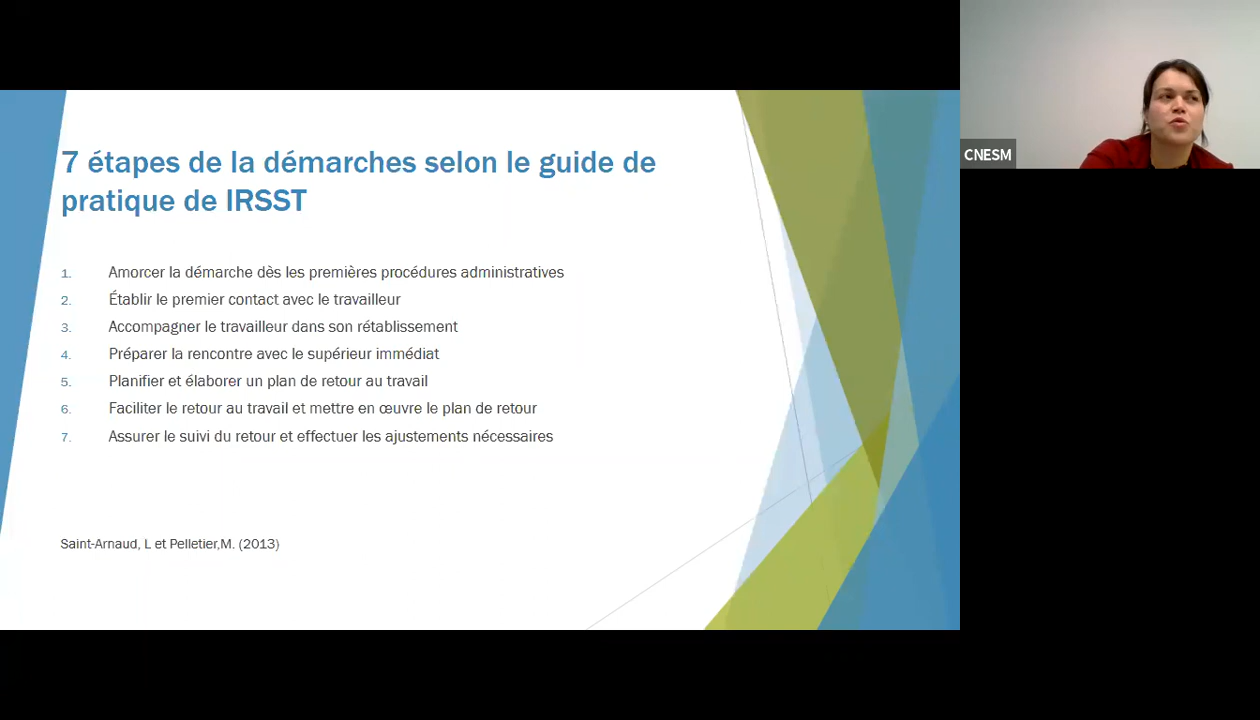 7 étapes de la démarches selon le guide de
pratique de IRSST
1. Amorcer la démarche dès les premières procédures administratives
2. Établir le premier contact avec le travailleur
3. Accompagner le travailleur dans son rétablissement
4. Préparer la rencontre avec le supérieur immédiat
5. Planifier et élaborer un plan de retour au travail
6. Faciliter le retour au travail et mettre en œuvre le plan de retour
7. Assurer le suivi du retour et effectuer les ajustements nécessaires
Saint-Arnaud, L et Pelletier,M. (2013)
CNESM